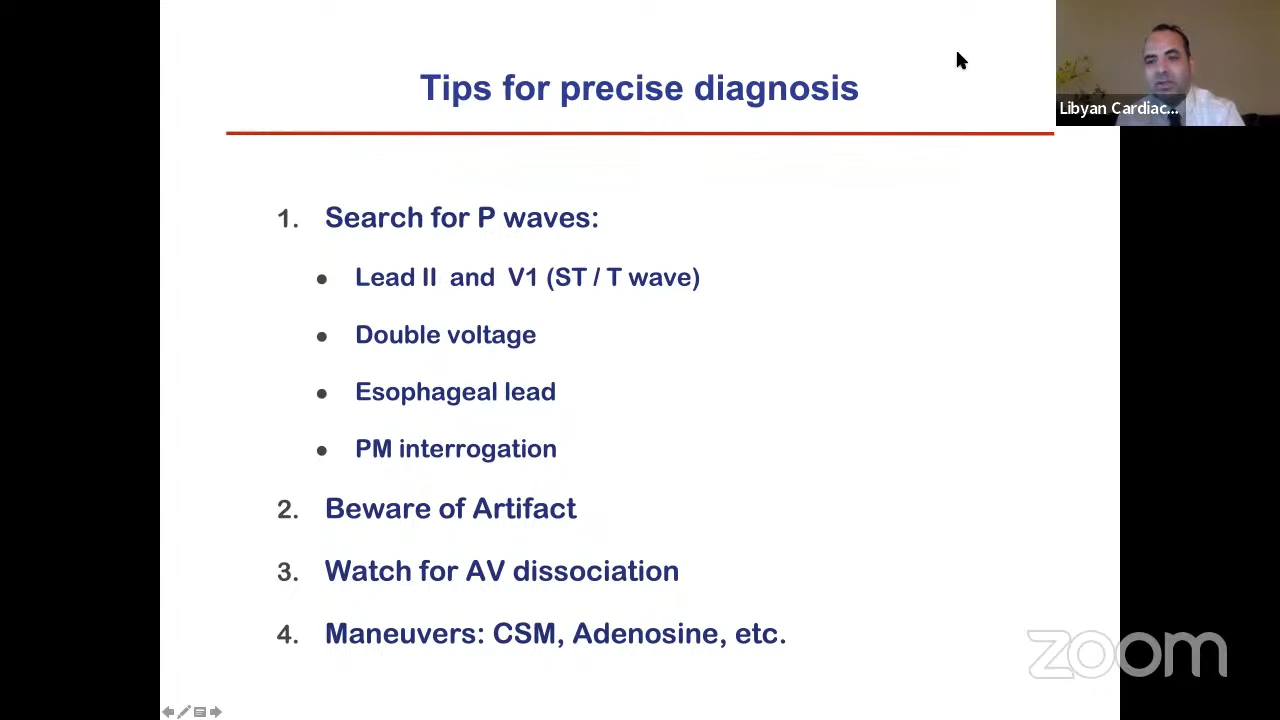 Tips for precise diagnosis
Libyan Cardiac...
1. Search for P waves:
• Lead II and V1 (ST / T wave)
• Double voltage
• Esophageal lead
• PM interrogation
2. Beware of Artifact
3. Watch for AV dissociation
4. Maneuvers: CSM, Adenosine, etc.
zoom